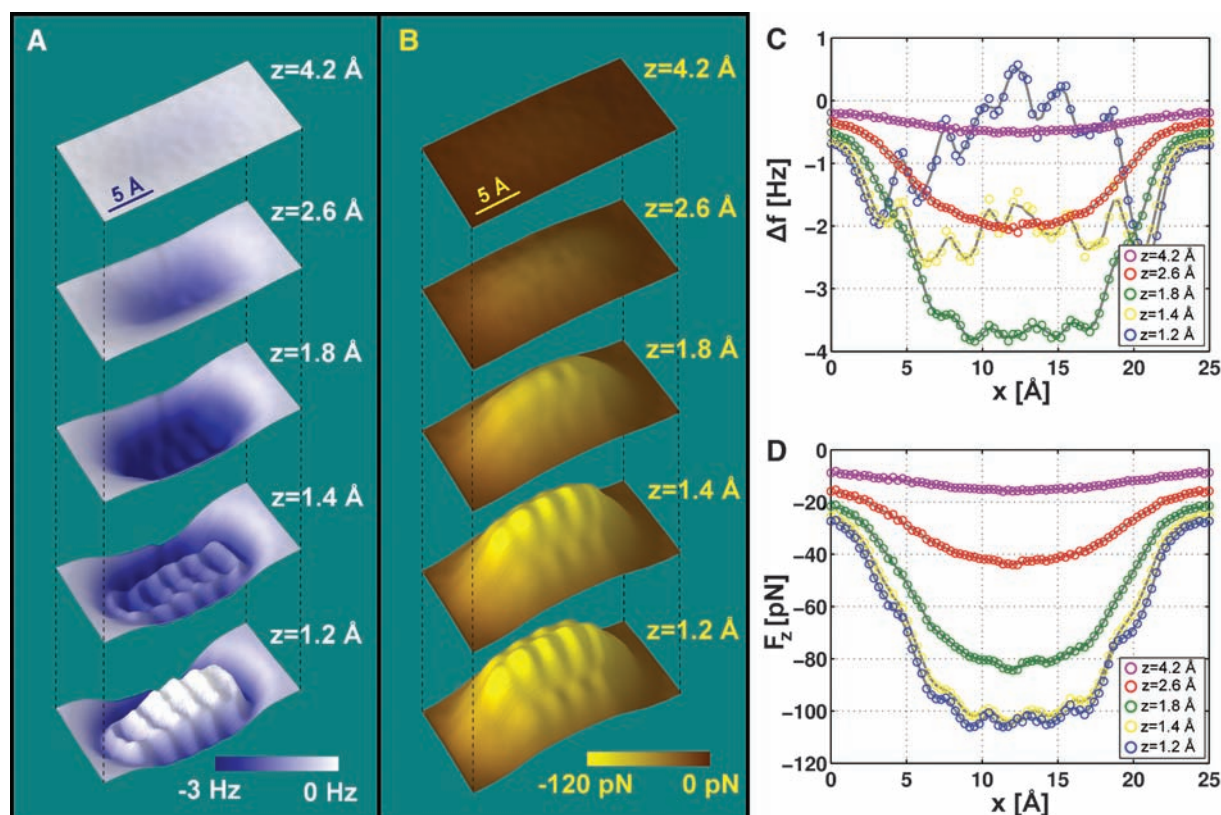 A
z=4.2 Å
5 Å
z=2.6 Å
z=1.8 Å
z=1.4 Å
z=1.2 Å
-3 Hz 0 Hz
B
z=4.2 Å
5 Å
z=2.6 Å
z=1.8 Å
z=1.4 Å
z=1.2 Å
-120 pN 0 pN
C
1
0
−1
−2
−3
−4
Δf [Hz]
z=4.2 Å
z=2.6 Å
z=1.8 Å
z=1.4 Å
z=1.2 Å
0 5 10 15 20 25
x [Å]
D
0
−20
−40
−60
−80
−100
−120
Fz [pN]
z=4.2 Å
z=2.6 Å
z=1.8 Å
z=1.4 Å
z=1.2 Å
0 5 10 15 20 25
x [Å]